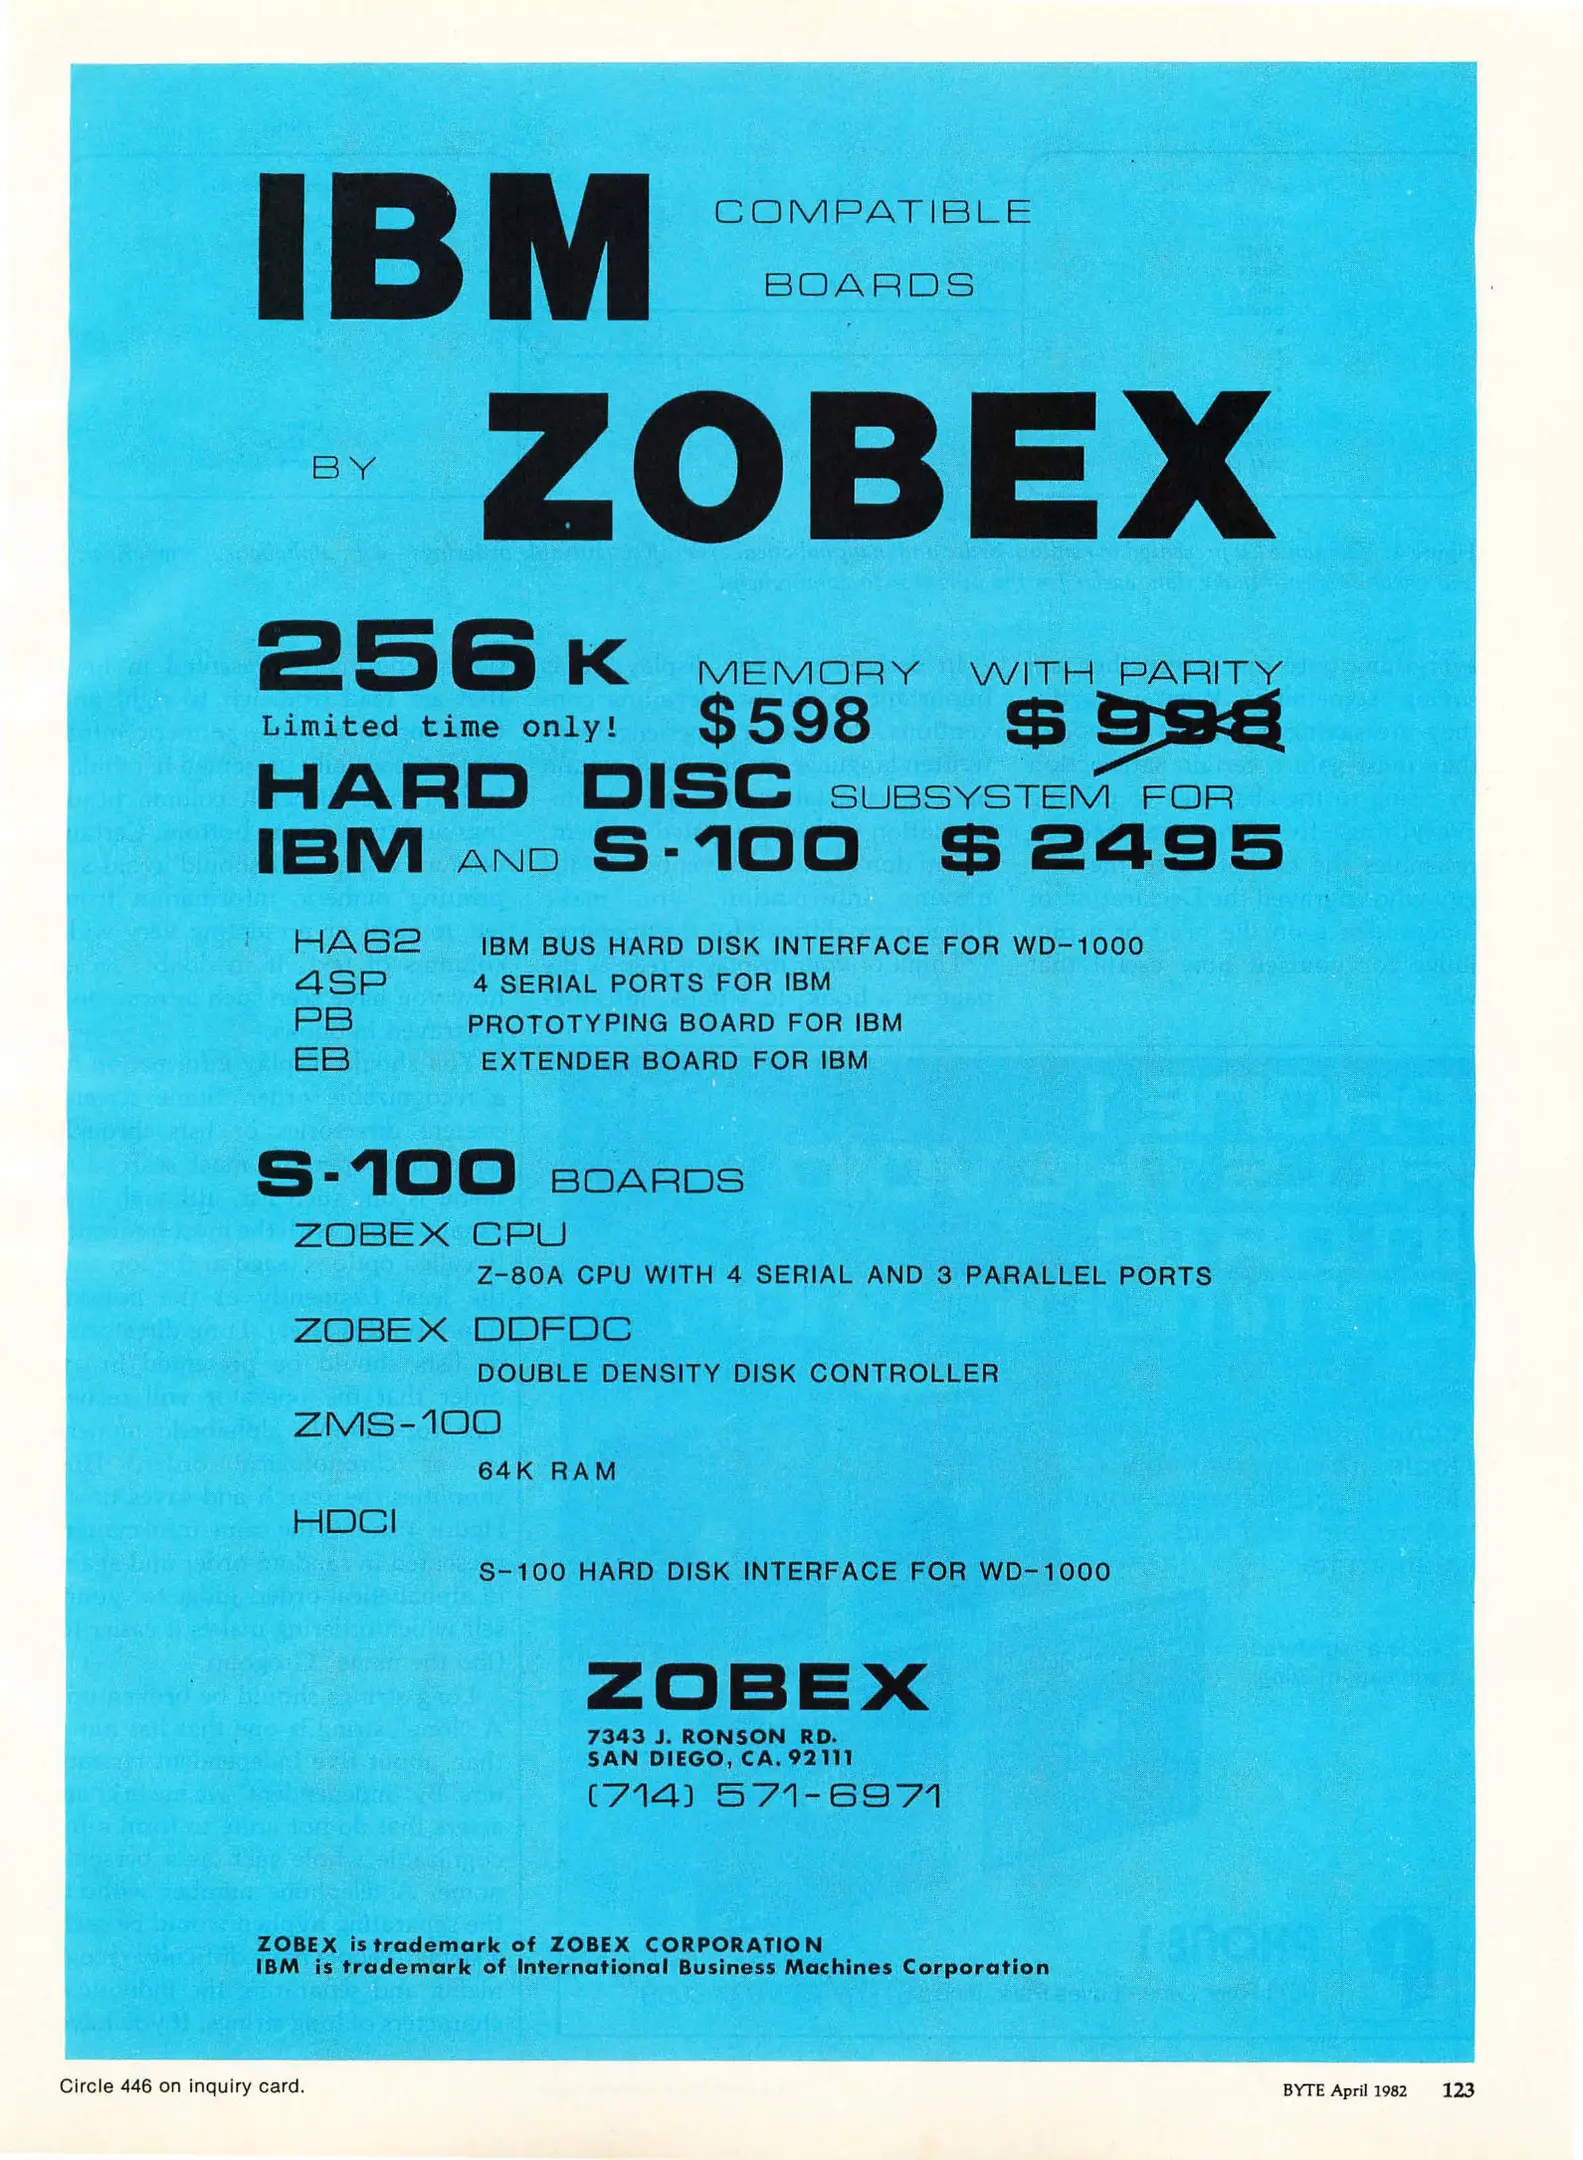 IBM COMPATIBLE
BOARDS
BY ZOBEX
256K MEMORY WITH PARITY
Limited time only! $598 $998
HARD DISC SUBSYSTEM FOR
IBM AND S-100 $2495
HA62 IBM BUS HARD DISK INTERFACE FOR WD-1000
4SP 4 SERIAL PORTS FOR IBM
PB PROTOTYPING BOARD FOR IBM
EB EXTENDER BOARD FOR IBM
S-100 BOARDS
ZOBEX CPU
Z-80A CPU WITH 4 SERIAL AND 3 PARALLEL PORTS
ZOBEX DDFDC
DOUBLE DENSITY DISK CONTROLLER
ZMS-100
64K RAM
HDCI
S-100 HARD DISK INTERFACE FOR WD-1000
ZOBEX
7343 J. RONSON RD.
SAN DIEGO, CA. 92111
(714) 571-6971
ZOBEX is trademark of ZOBEX CORPORATION
IBM is trademark of International Business Machines Corporation
Circle 446 on inquiry card.
BYTE April 1982 123